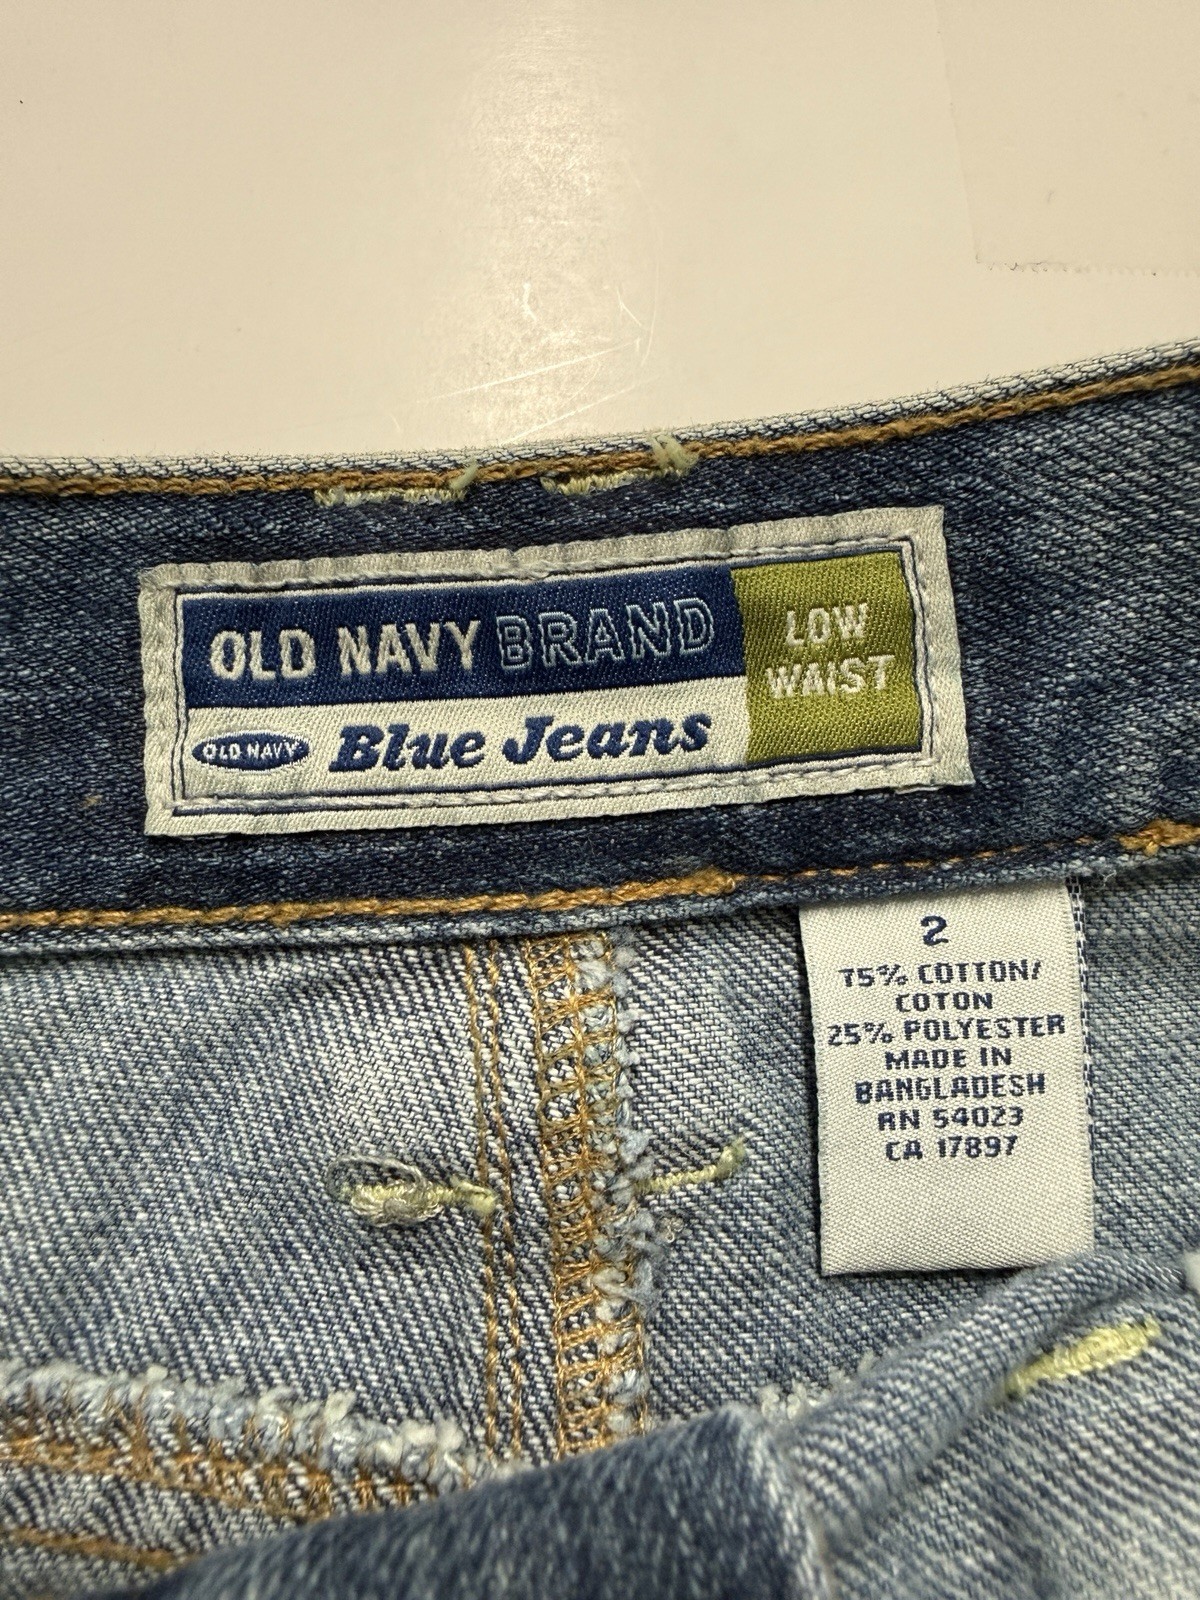 OLD NAVY BRAND
OLD NAVY Blue Jeans
LOW
WAIST
2
75% COTTON/
COTON
25% POLYESTER
MADE IN
BANGLADESH
RN 54023
CA 17897